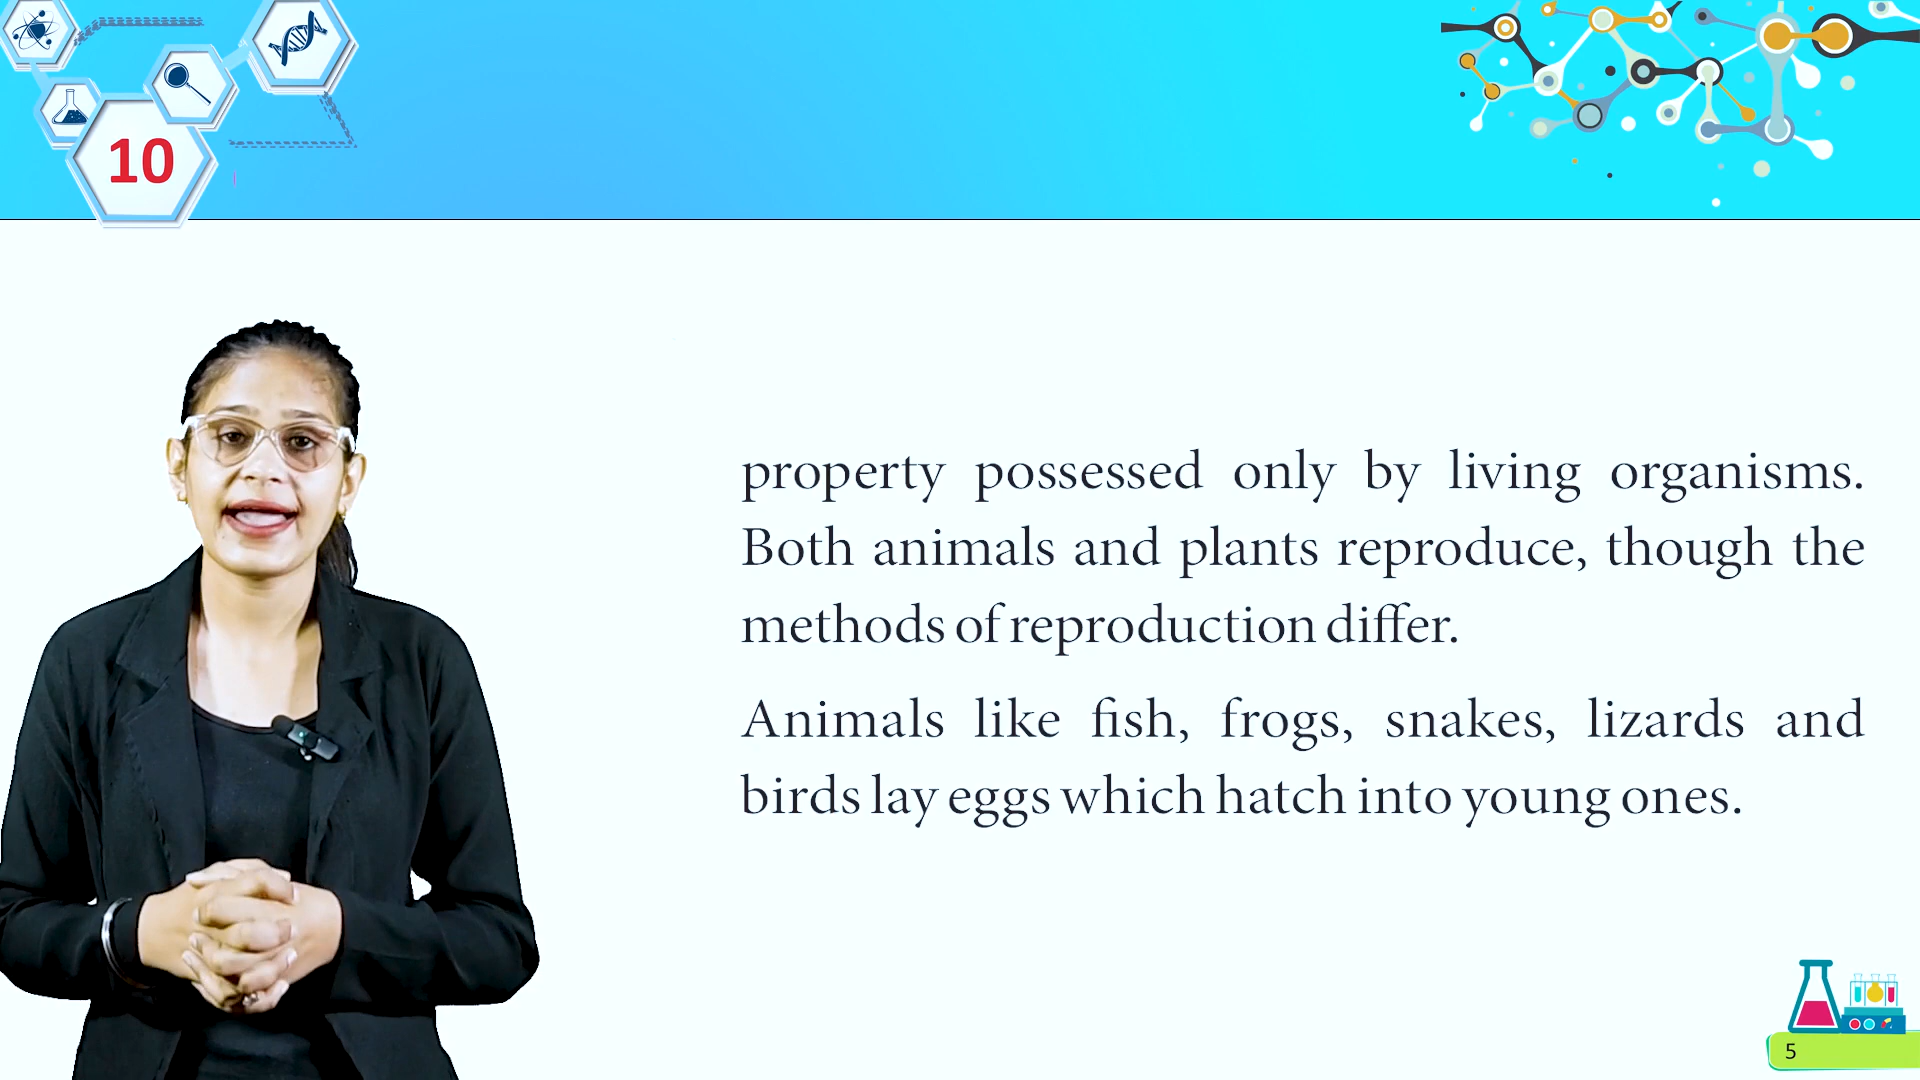 10
property possessed only by living organisms.
Both animals and plants reproduce, though the
methods of reproduction differ.
Animals like fish, frogs, snakes, lizards and
birds lay eggs which hatch into young ones.
5